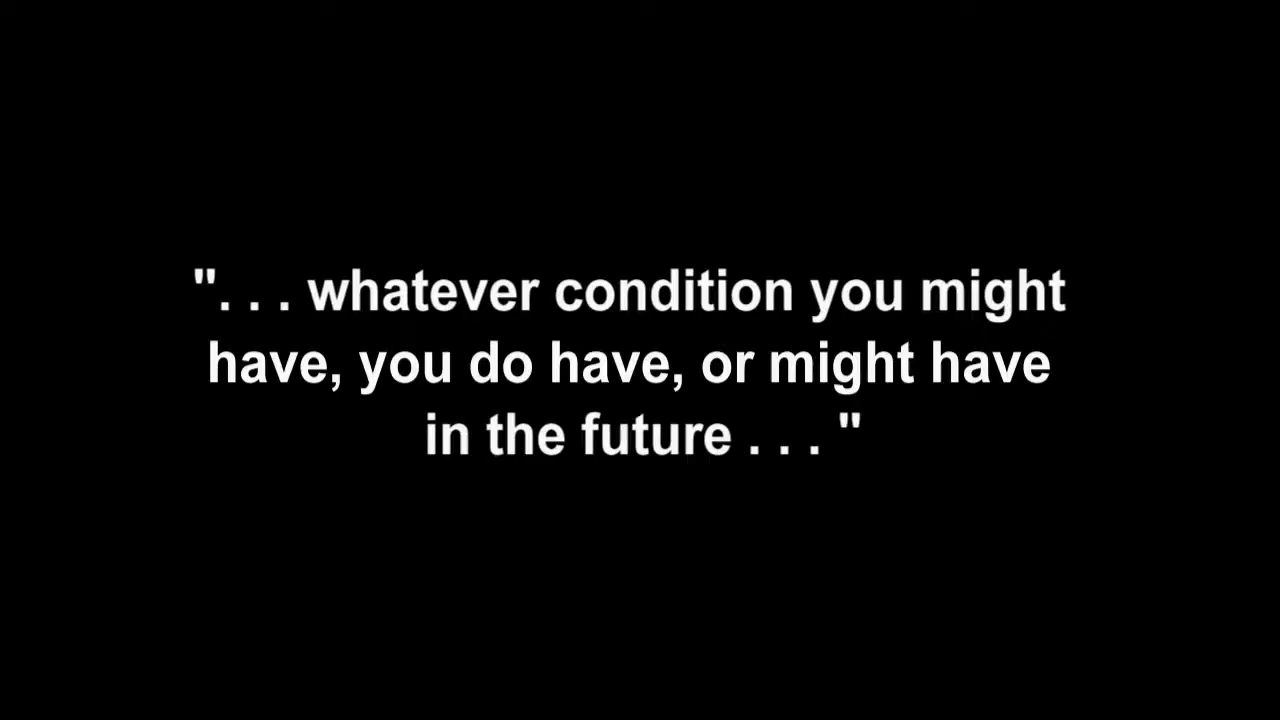 ". . . whatever condition you might
have, you do have, or might have
in the future . . . "